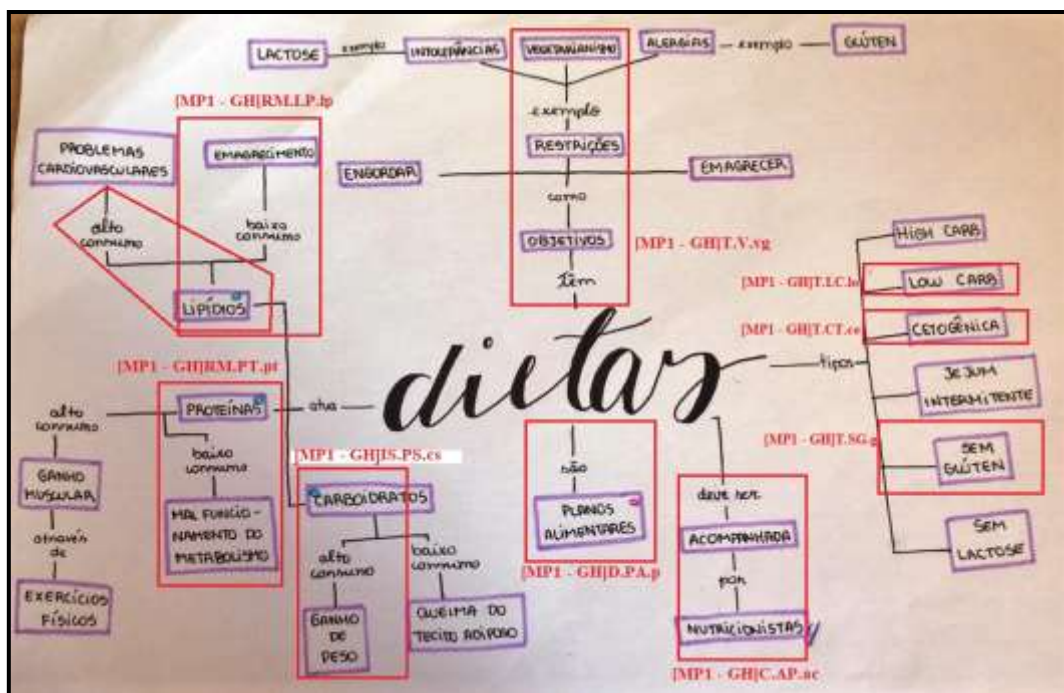 LACTOSE exemplo INTOLERÂNCIAS VEGETARIANISMO ALERGIAS exemplo GLÚTEN
[MP1 - GH]RM.LP.lp
exemplo
PROBLEMAS
CARDIOVASCULARES
EMAGRECIMENTO
RESTRIÇÕES
ENGORDAR
EMAGRECER
como
alto
consumo
baixo
consumo
OBJETIVOS
[MP1 - GH]T.V.vg
têm
LIPÍDIOS
HIGH CARB
[MP1 - GH]T.LC.lo
LOW CARB
[MP1 - GH]T.CT.ce
CETOGÊNICA
dietas
tipos
JEJUM
INTERMITENTE
[MP1 - GH]T.SG.g
SEM
GLÚTEN
SEM
LACTOSE
[MP1 - GH]RM.PT.pt
PROTEÍNAS
atua
alto
consumo
baixo
consumo
GANHO
MUSCULAR
MAL FUNCIO-
NAMENTO DO
METABOLISMO
através
de
EXERCÍCIOS
FÍSICOS
[MP1 - GH]IS.PS.cs
CARBOIDRATOS
alto
consumo
baixo
consumo
GANHO
DE
PESO
QUEIMA DO
TECIDO ADIPOSO
são
PLANOS
ALIMENTARES
[MP1 - GH]D.PA.p
deve ser
ACOMPANHADA
por
NUTRICIONISTAS
[MP1 - GH]C.AP.ac